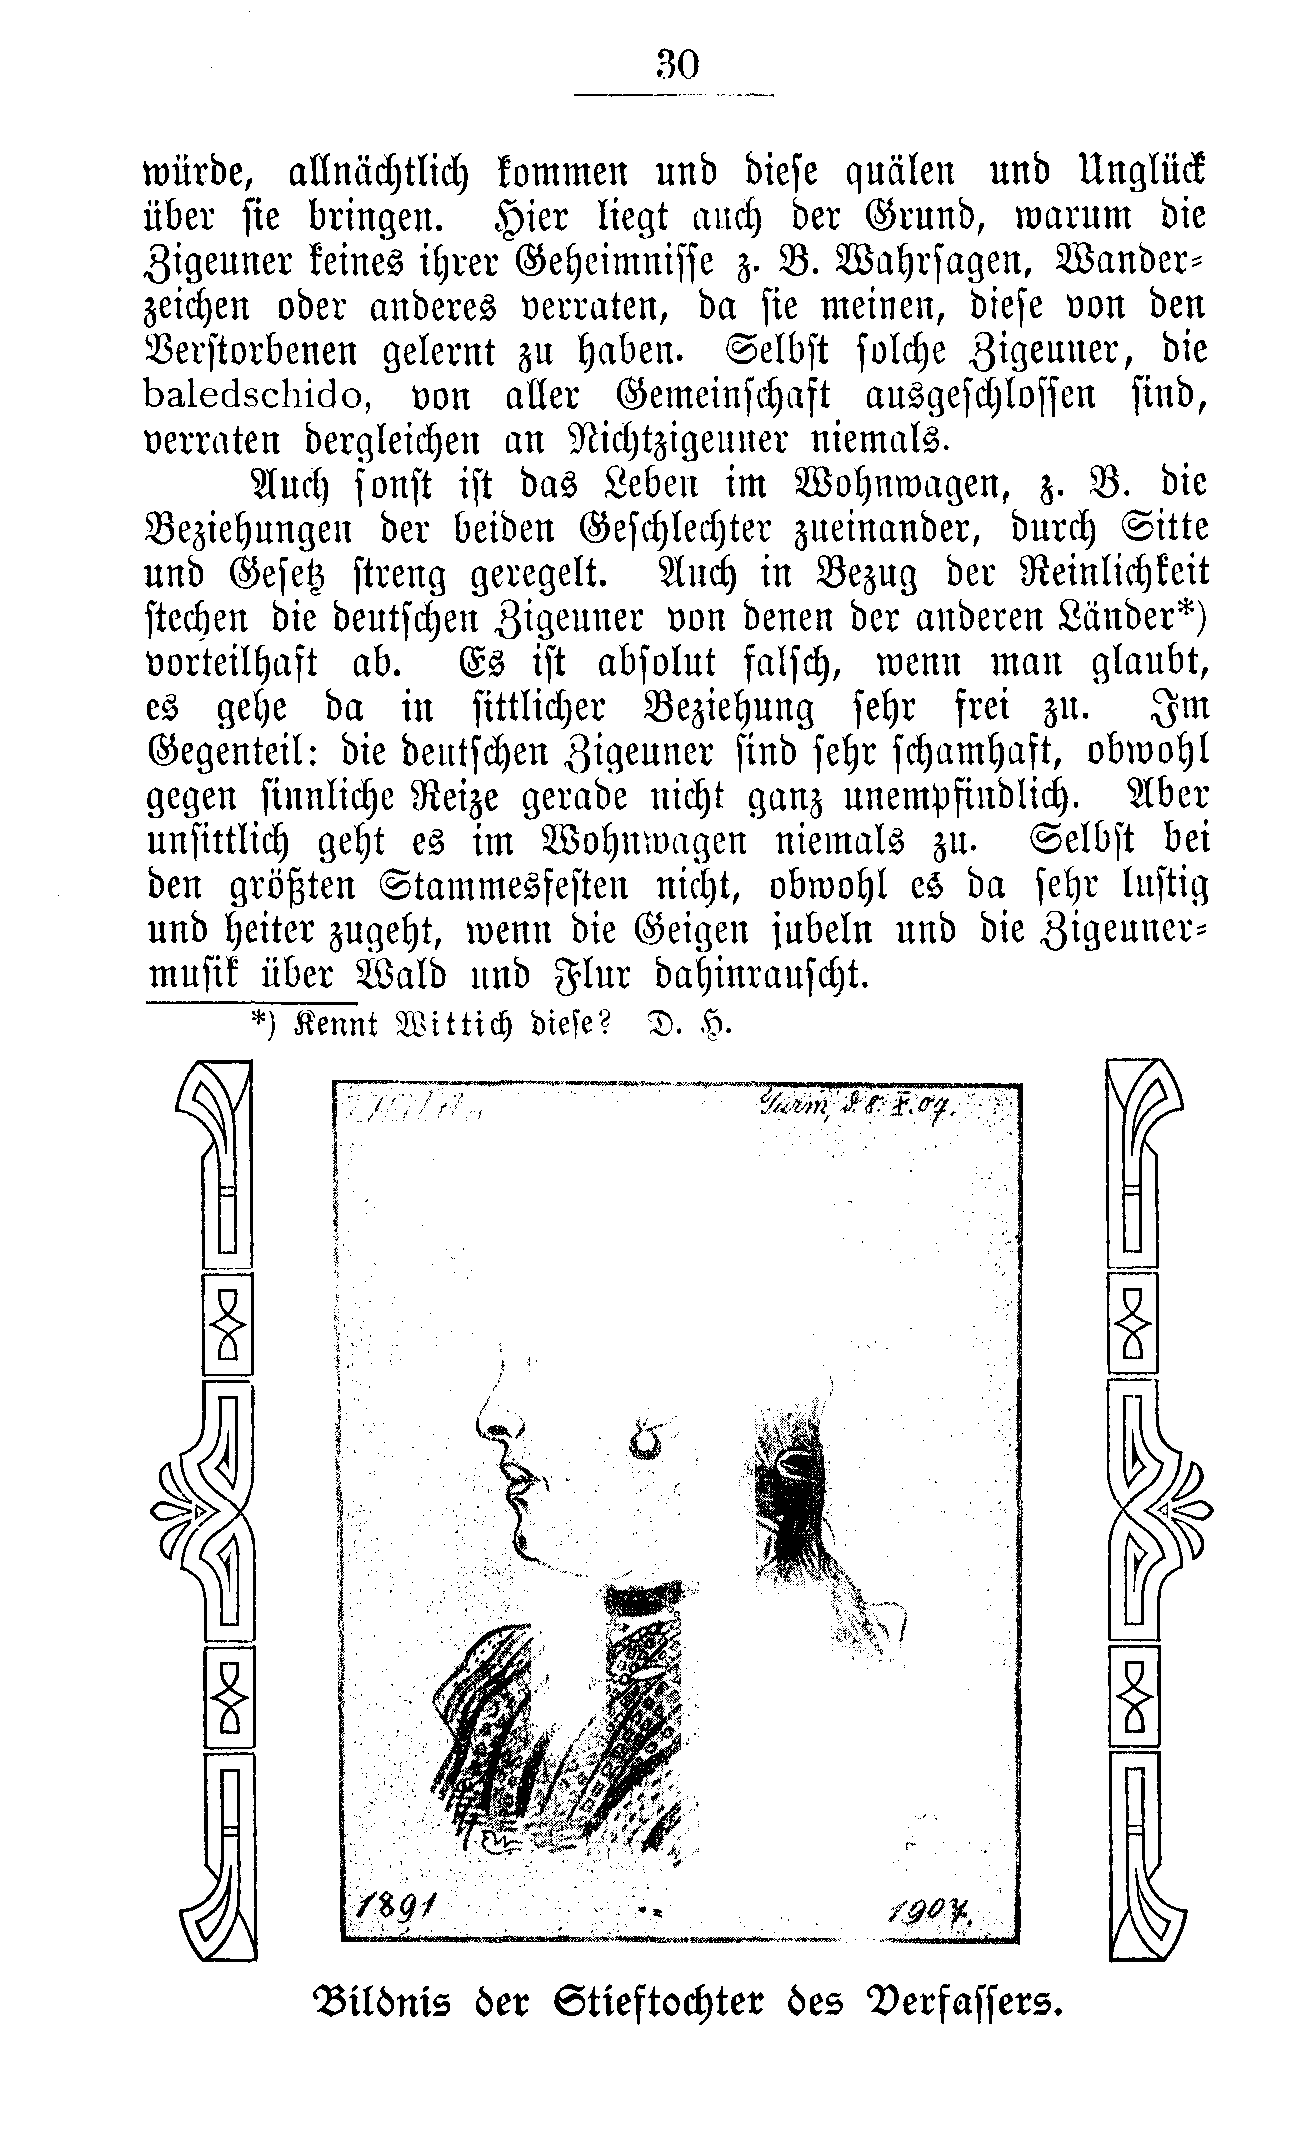 30
würde, allnächtlich kommen und diese quälen und Unglück
über sie bringen. Hier liegt auch der Grund, warum die
Zigeuner keines ihrer Geheimnisse z. B. Wahrsagen, Wander-
zeichen oder anderes verraten, da sie meinen, diese von den
Verstorbenen gelernt zu haben. Selbst solche Zigeuner, die
baledschido, von aller Gemeinschaft ausgeschlossen sind,
verraten dergleichen an Nichtzigeuner niemals.
Auch sonst ist das Leben im Wohnwagen, z. B. die
Beziehungen der beiden Geschlechter zueinander, durch Sitte
und Gesetz streng geregelt. Auch in Bezug der Reinlichkeit
stechen die deutschen Zigeuner von denen der anderen Länder*)
vorteilhaft ab. Es ist absolut falsch, wenn man glaubt,
es gehe da in sittlicher Beziehung sehr frei zu. Im
Gegenteil: die deutschen Zigeuner sind sehr schamhaft, obwohl
gegen sinnliche Reize gerade nicht ganz unempfindlich. Aber
unsittlich geht es im Wohnwagen niemals zu. Selbst bei
den größten Stammesfesten nicht, obwohl es da sehr lustig
und heiter zugeht, wenn die Geigen jubeln und die Zigeuner-
musik über Wald und Flur dahinrauscht.
*) Kennt Wittich diese? D. H.
d. 8. X. 09.
1891
1907.
Bildnis der Stieftochter des Verfassers.